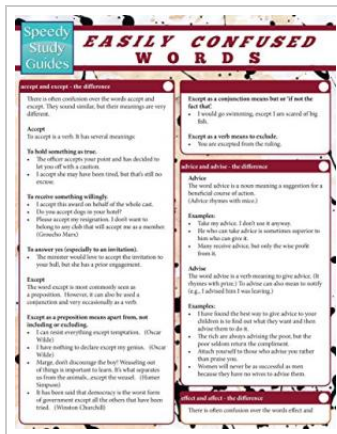 Speedy
Study
Guides
EASILY CONFUSED
WORDS
accept and except - the difference
There is often confusion over the words accept
and except. They sound similar, but their meanings are very
different.
Accept
To accept is a verb. It has several meanings:
To hold something as true.
• The officer accepts your point and has decided to
let you off with a caution.
• I accept she may have been tired, but that's still no
excuse.
To receive something willingly.
• I accept this award on behalf of the whole cast.
• Do you accept dogs in your hotel?
• Please accept my resignation. I don't want to
belong to any club that will accept me as a member.
(Groucho Marx)
To answer yes (especially to an invitation).
• The minister would love to accept the invitation to
your ball, but she has a prior engagement.
Except
The word except is most commonly seen as
a preposition. However, it can also be used a
conjunction and very occasionally as a verb.
Except as a preposition means apart from, not
including or excluding.
• I can resist everything except temptation. (Oscar
Wilde)
• I have nothing to declare except my genius. (Oscar
Wilde)
• Marge, don't discourage the boy! Weaseling out of
things is important to learn. It's what separates
us from the animals...except the weasel. (Homer
Simpson)
• It has been said that democracy is the worst form of
government except all the others that have been
tried. (Winston Churchill)
Except as a conjunction means but or 'if not the
fact that'.
• I would go swimming, except I am scared of big
fish.
Except as a verb means to exclude.
• You are excepted from the ruling.
advice and advise - the difference
Advice
The word advice is a noun meaning a suggestion for a
beneficial course of action.
(Advice rhymes with mice.)
Examples:
• Take my advice. I don't use it anyway.
• He who can take advice is sometimes superior to
him who can give it.
• Many receive advice, but only the wise profit
from it.
Advise
The word advise is a verb meaning to give advice. (It
rhymes with prize.) To advise can also mean to notify
(e.g. I advised him I was leaving.)
Examples:
• I have found the best way to give advice to your
children is to find out what they want and then
advise them to do it.
• The rich are always advising the poor, but the
poor seldom return the compliment.
• Attach yourself to those who advise you rather
than praise you.
• Women will never be as successful as men
because they have no wives to advise them.
effect and affect - the difference
There is often confusion over the words effect and